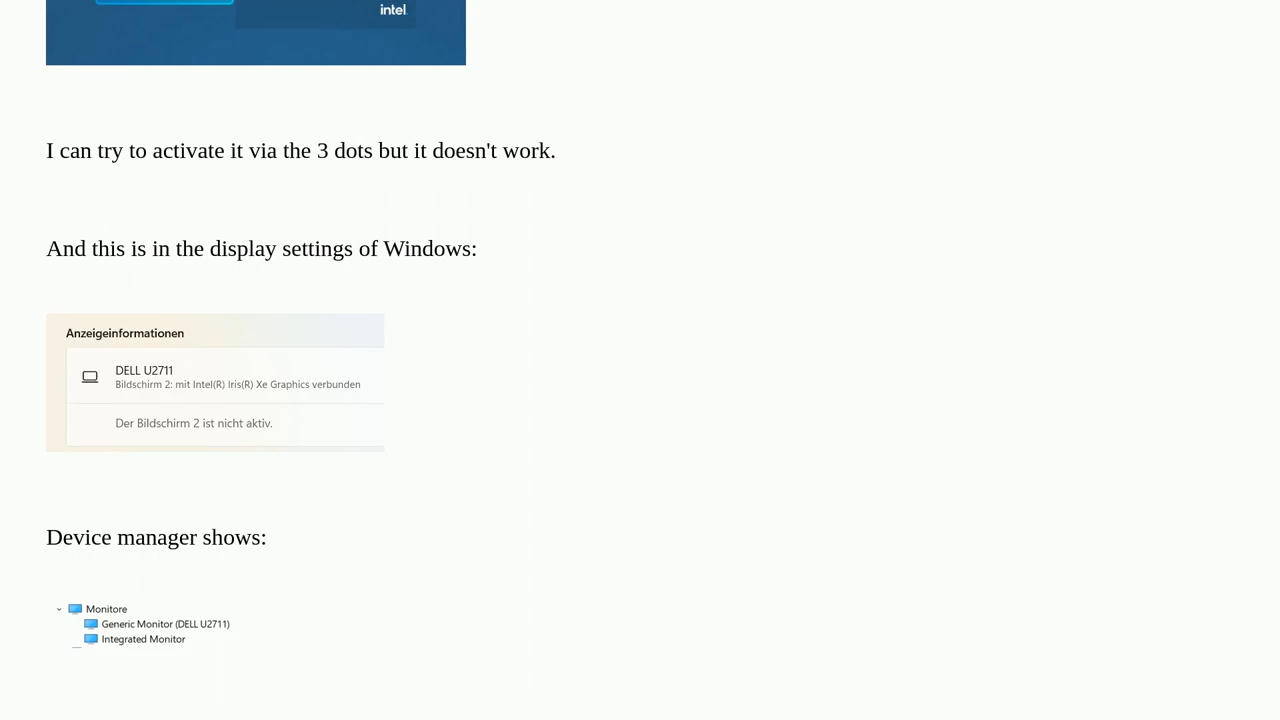 intel
I can try to activate it via the 3 dots but it doesn't work.
And this is in the display settings of Windows:
Anzeigeinformationen
DELL U2711
Bildschirm 2: mit Intel(R) Iris(R) Xe Graphics verbunden
Der Bildschirm 2 ist nicht aktiv.
Device manager shows:
Monitore
Generic Monitor (DELL U2711)
Integrated Monitor